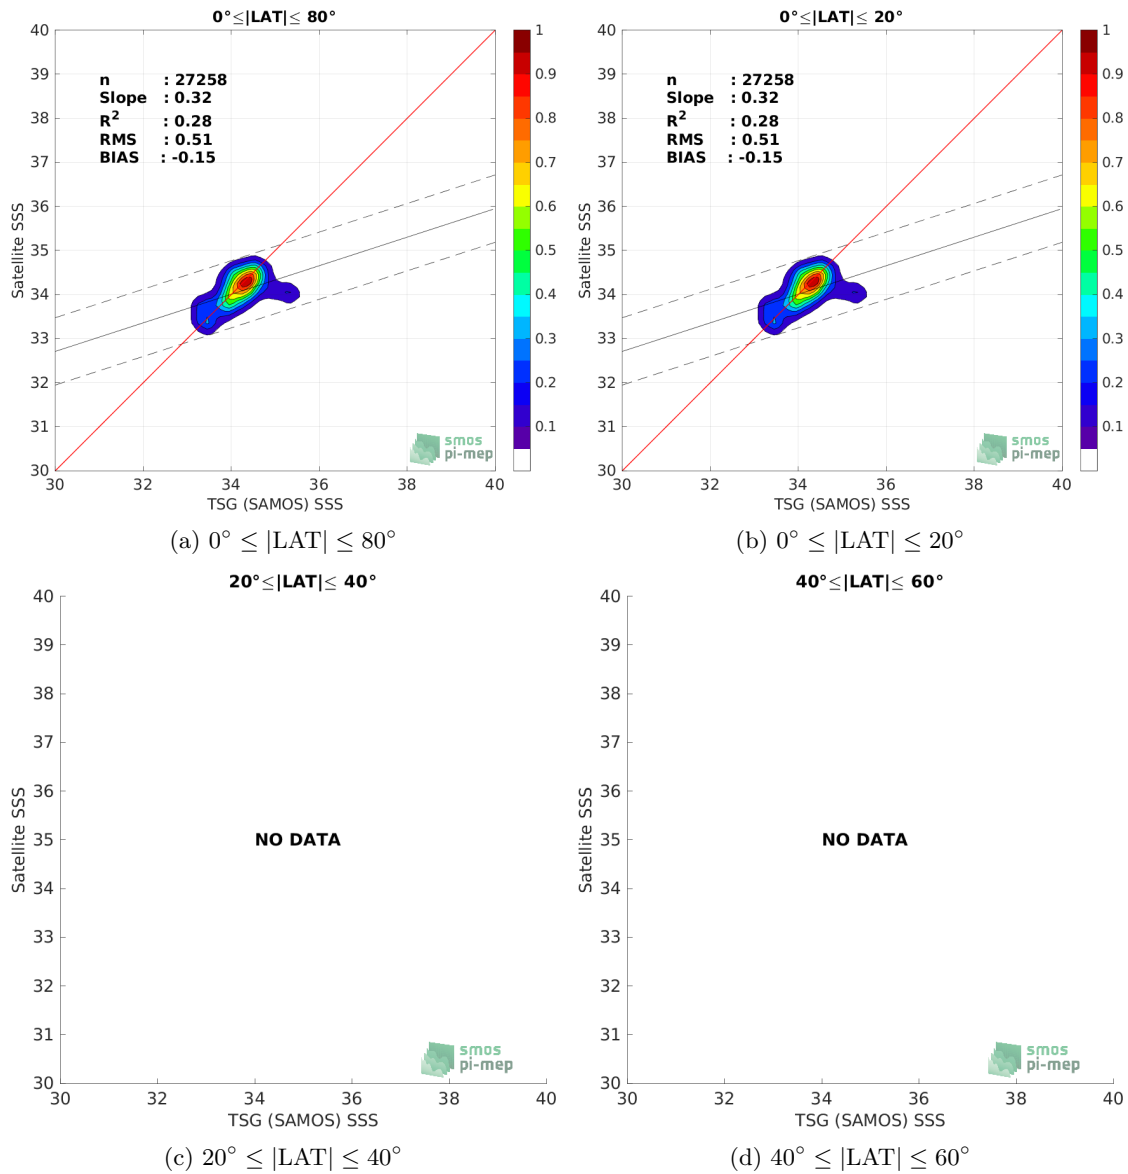 0°≤|LAT|≤ 80°
40
39
38
37
36
35
34
33
32
31
30
Satellite SSS
n : 27258
Slope : 0.32
R² : 0.28
RMS : 0.51
BIAS : -0.15
1
0.9
0.8
0.7
0.6
0.5
0.4
0.3
0.2
0.1
smos
pi-mep
30 32 34 36 38 40
TSG (SAMOS) SSS
(a) 0° ≤ |LAT| ≤ 80°
0°≤|LAT|≤ 20°
40
39
38
37
36
35
34
33
32
31
30
Satellite SSS
n : 27258
Slope : 0.32
R² : 0.28
RMS : 0.51
BIAS : -0.15
1
0.9
0.8
0.7
0.6
0.5
0.4
0.3
0.2
0.1
smos
pi-mep
30 32 34 36 38 40
TSG (SAMOS) SSS
(b) 0° ≤ |LAT| ≤ 20°
20°≤|LAT|≤ 40°
40
39
38
37
36
35
34
33
32
31
30
Satellite SSS
NO DATA
smos
pi-mep
30 32 34 36 38 40
TSG (SAMOS) SSS
(c) 20° ≤ |LAT| ≤ 40°
40°≤|LAT|≤ 60°
40
39
38
37
36
35
34
33
32
31
30
Satellite SSS
NO DATA
smos
pi-mep
30 32 34 36 38 40
TSG (SAMOS) SSS
(d) 40° ≤ |LAT| ≤ 60°